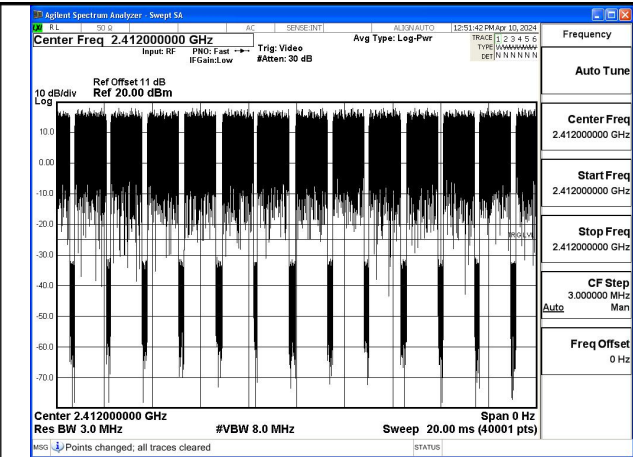 Agilent Spectrum Analyzer - Swept SA
RL 50 Ω AC SENSE:INT ALIGN AUTO 12:51:42 PM Apr 10, 2024
Center Freq 2.412000000 GHz Avg Type: Log-Pwr TRACE 1 2 3 4 5 6
Input: RF PNO: Fast Trig: Video TYPE WWWWWW
IFGain:Low #Atten: 30 dB DET N N N N N N
Ref Offset 11 dB
10 dB/div Ref 20.00 dBm
Log
10.0
0.00
-10.0
-20.0
TRIG LVL
-30.0
-40.0
-50.0
-60.0
-70.0
Center 2.412000000 GHz Span 0 Hz
Res BW 3.0 MHz #VBW 8.0 MHz Sweep 20.00 ms (40001 pts)
MSG Points changed; all traces cleared STATUS
Frequency
Auto Tune
Center Freq
2.412000000 GHz
Start Freq
2.412000000 GHz
Stop Freq
2.412000000 GHz
CF Step
3.000000 MHz
Auto Man
Freq Offset
0 Hz